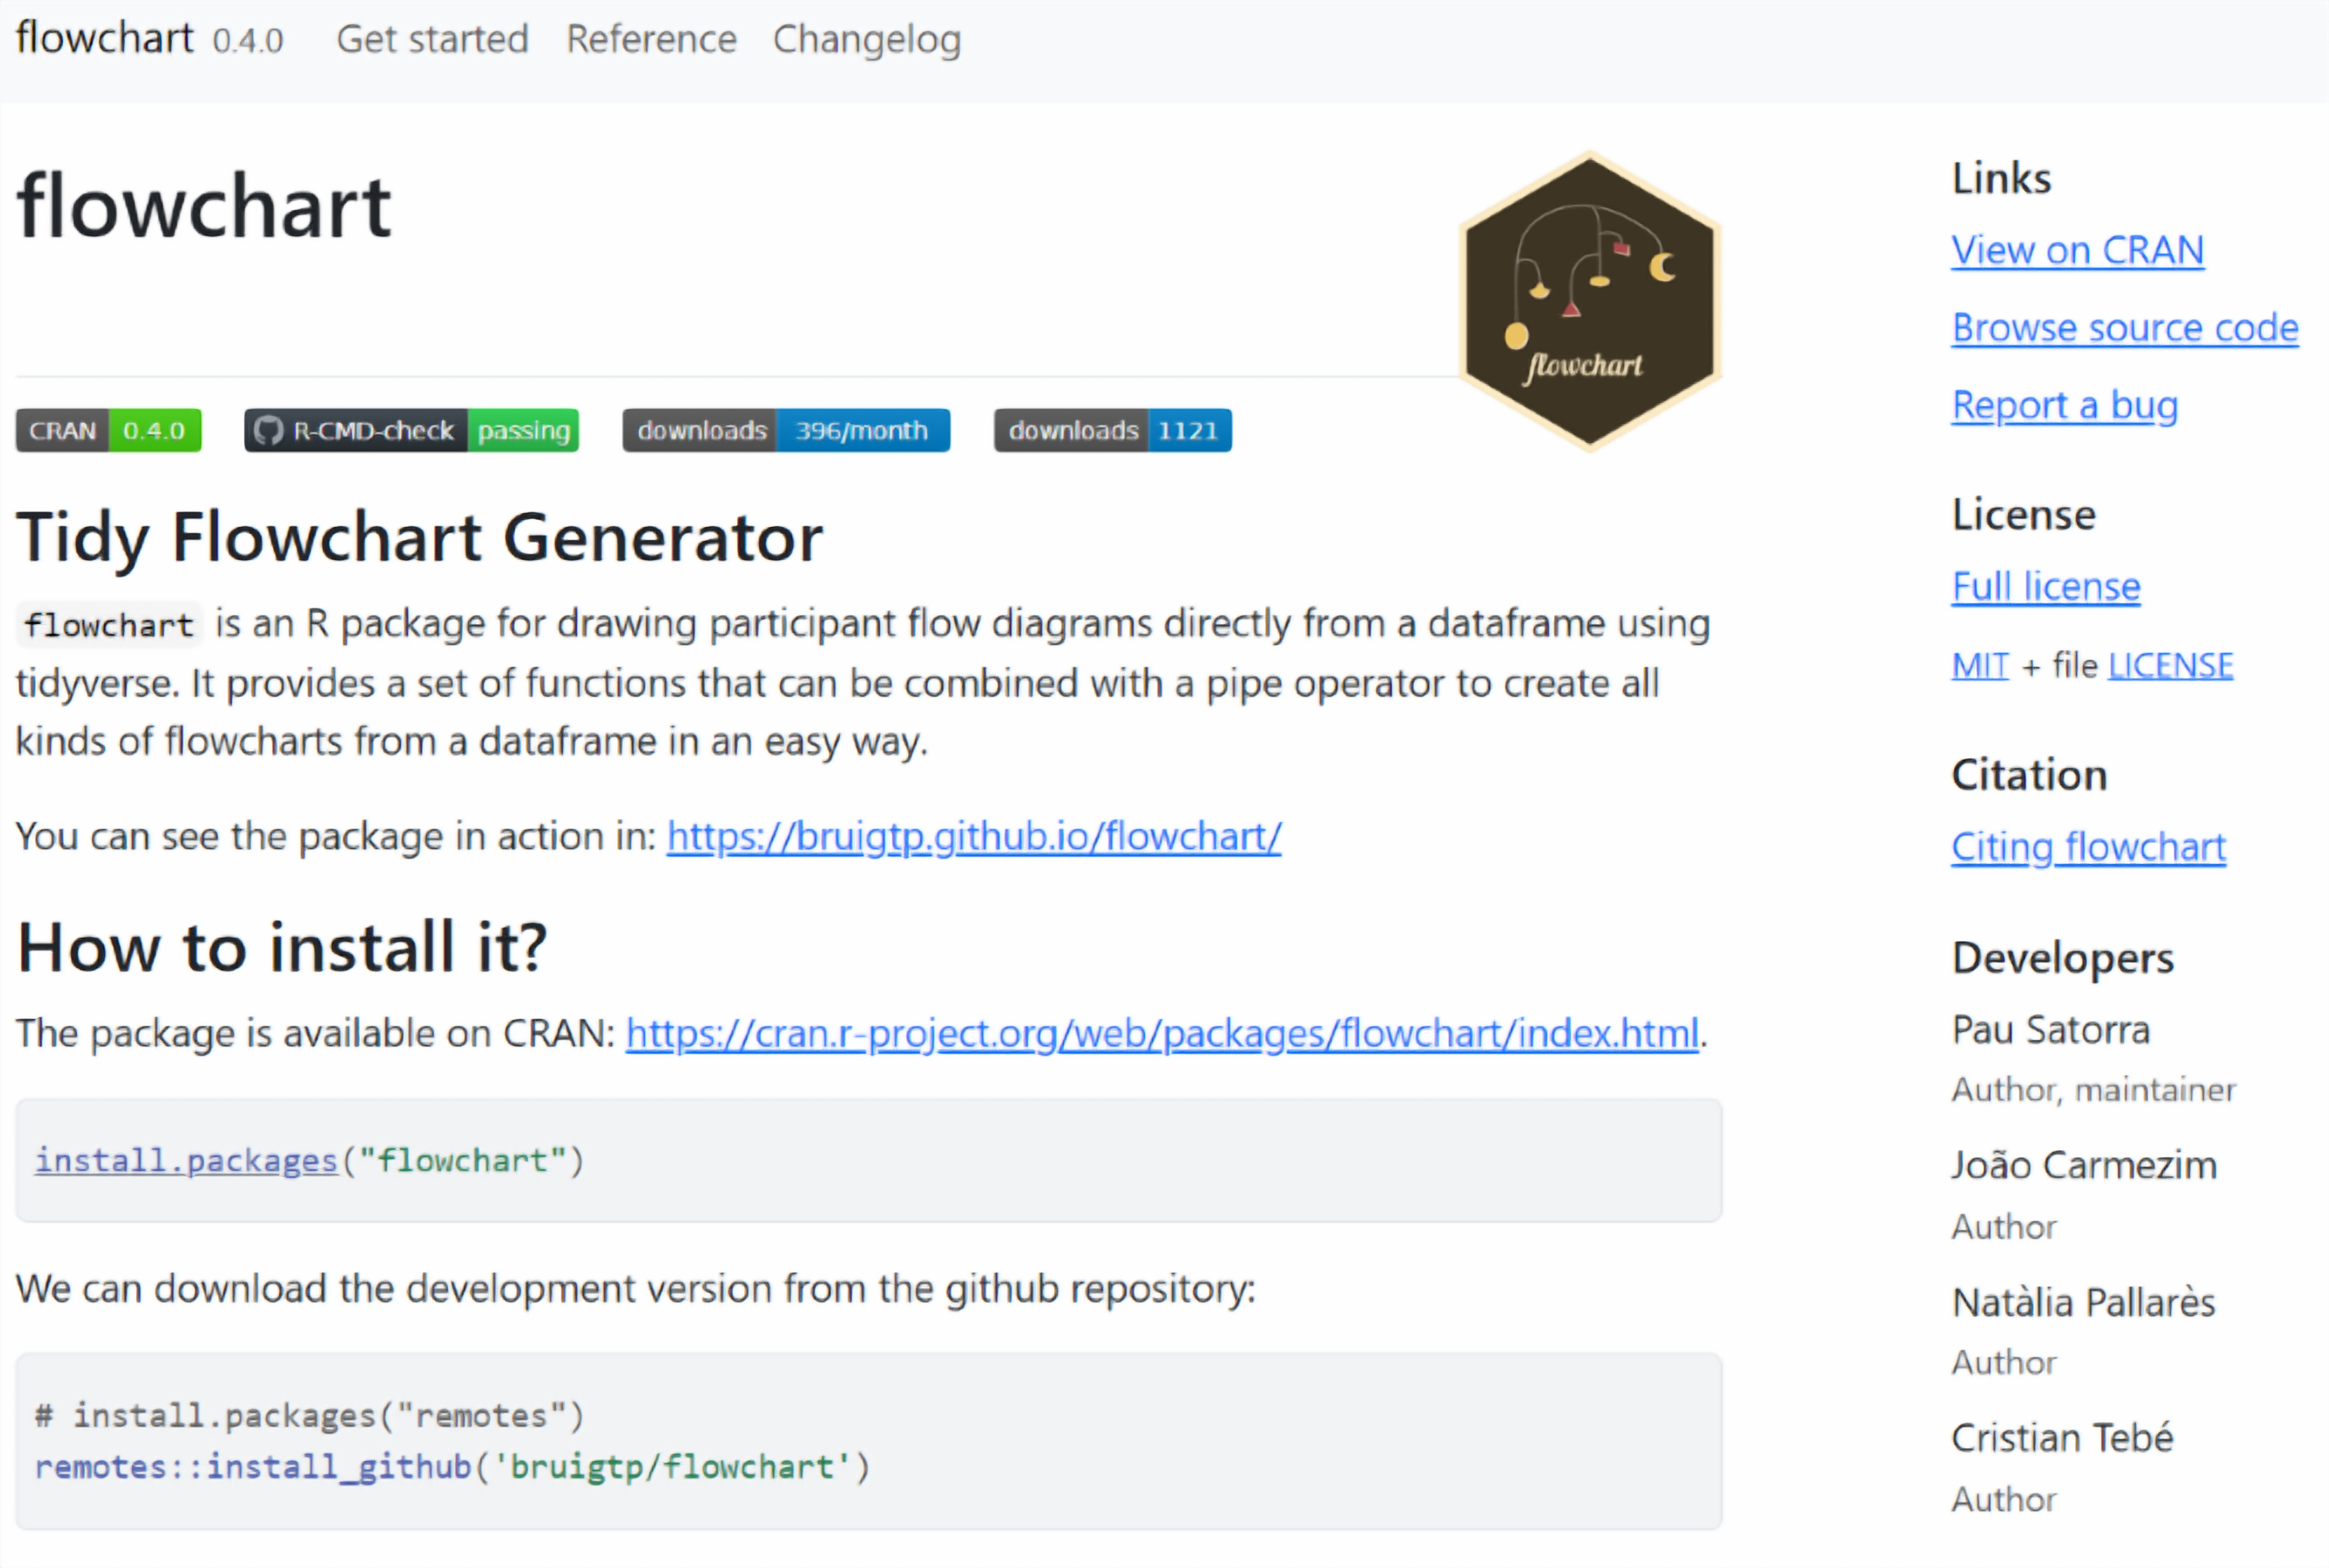 flowchart 0.4.0 Get started Reference Changelog
flowchart
flowchart
CRAN 0.4.0 R-CMD-check passing downloads 396/month downloads 1121
Tidy Flowchart Generator
flowchart is an R package for drawing participant flow diagrams directly from a dataframe using
tidyverse. It provides a set of functions that can be combined with a pipe operator to create all
kinds of flowcharts from a dataframe in an easy way.
You can see the package in action in: https://bruigtp.github.io/flowchart/
How to install it?
The package is available on CRAN: https://cran.r-project.org/web/packages/flowchart/index.html.
install.packages("flowchart")
We can download the development version from the github repository:
# install.packages("remotes")
remotes::install_github('bruigtp/flowchart')
Links
View on CRAN
Browse source code
Report a bug
License
Full license
MIT + file LICENSE
Citation
Citing flowchart
Developers
Pau Satorra
Author, maintainer
João Carmezim
Author
Natàlia Pallarès
Author
Cristian Tebé
Author